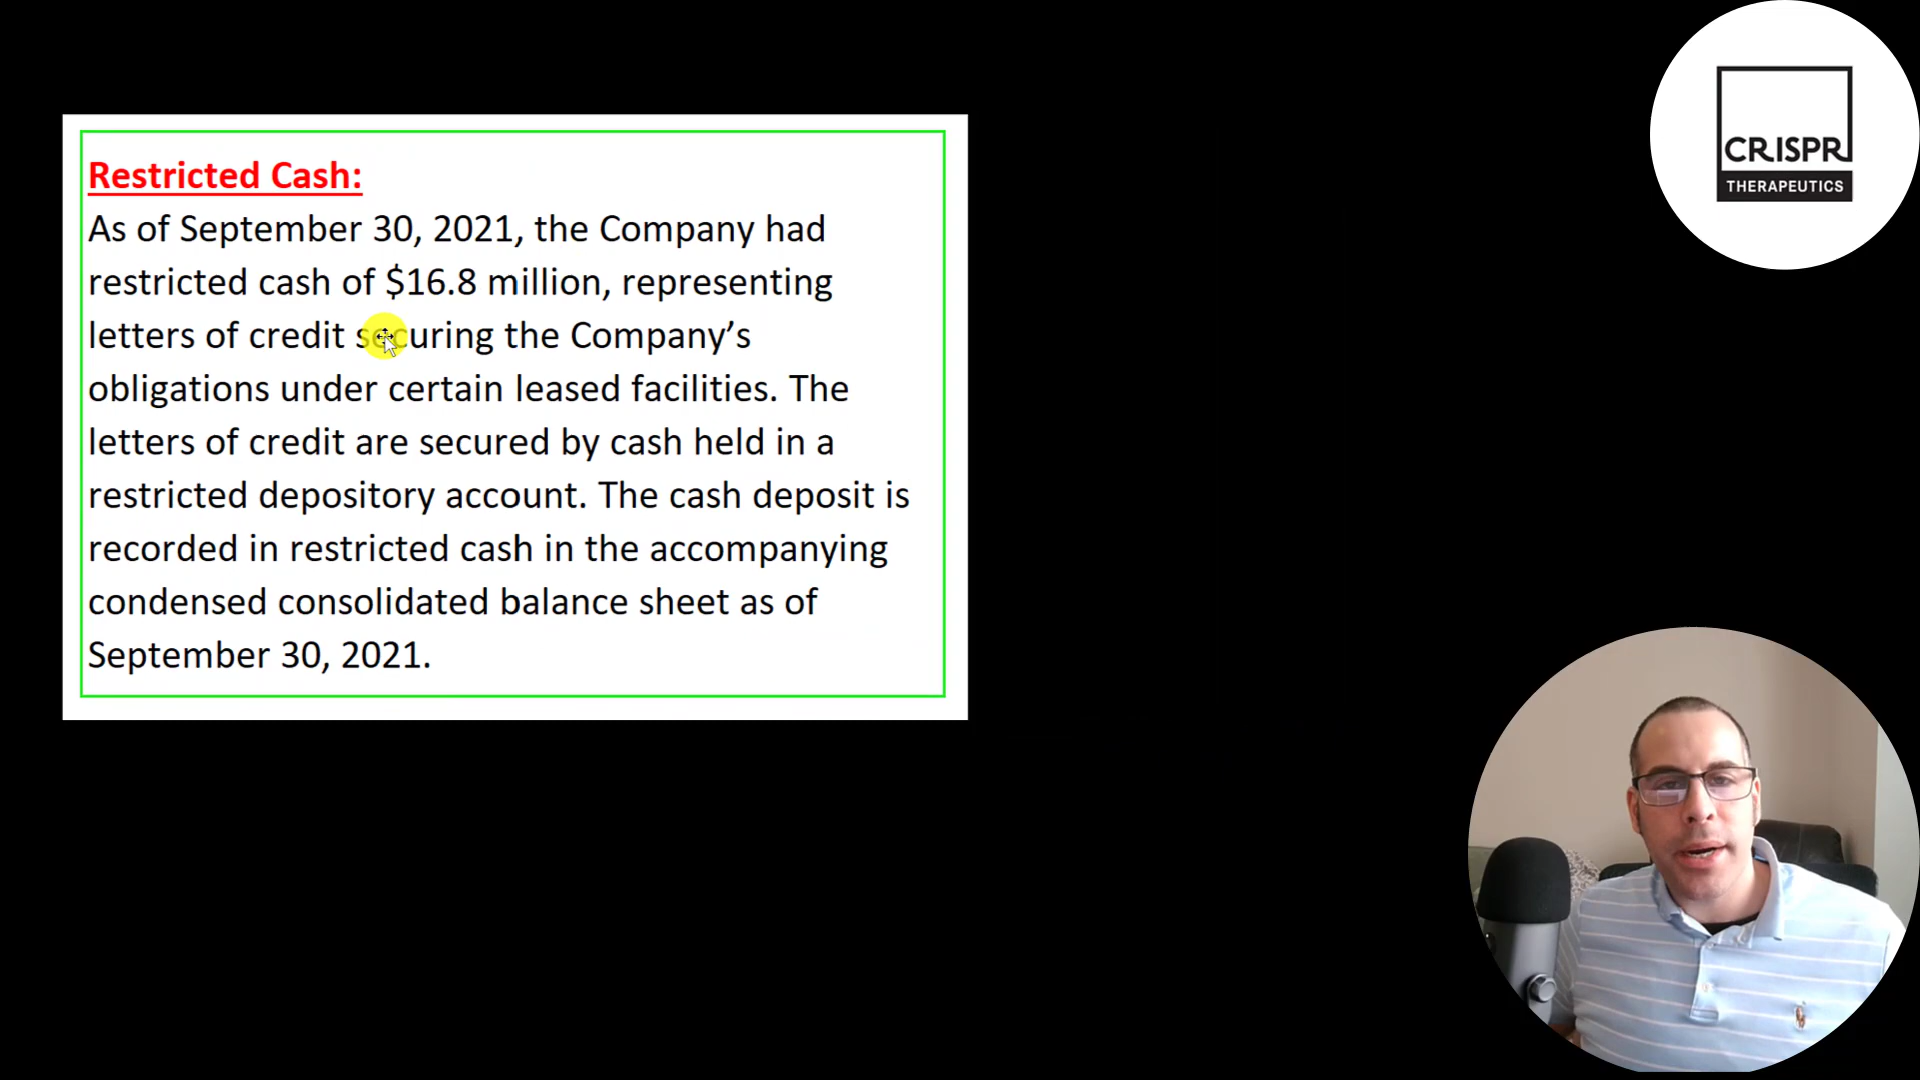 Restricted Cash:
As of September 30, 2021, the Company had
restricted cash of $16.8 million, representing
letters of credit securing the Company’s
obligations under certain leased facilities. The
letters of credit are secured by cash held in a
restricted depository account. The cash deposit is
recorded in restricted cash in the accompanying
condensed consolidated balance sheet as of
September 30, 2021.
CRISPR
THERAPEUTICS